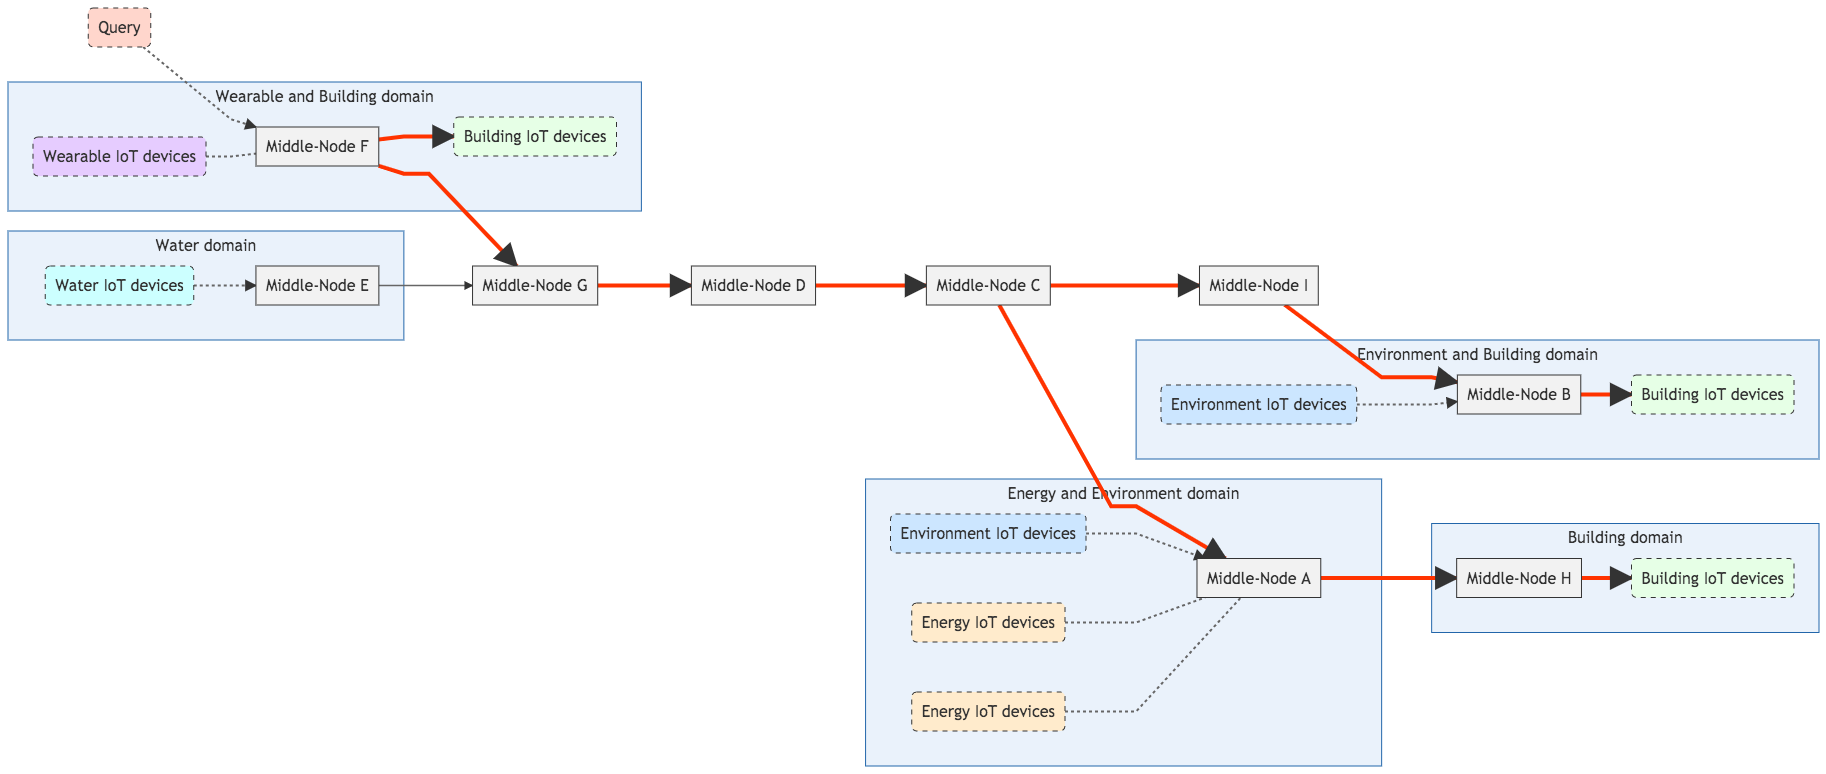 Query
Wearable and Building domain
Wearable IoT devices
Middle-Node F
Building IoT devices
Water domain
Water IoT devices
Middle-Node E
Middle-Node G
Middle-Node D
Middle-Node C
Middle-Node I
Environment and Building domain
Environment IoT devices
Middle-Node B
Building IoT devices
Energy and Environment domain
Environment IoT devices
Middle-Node A
Energy IoT devices
Energy IoT devices
Building domain
Middle-Node H
Building IoT devices